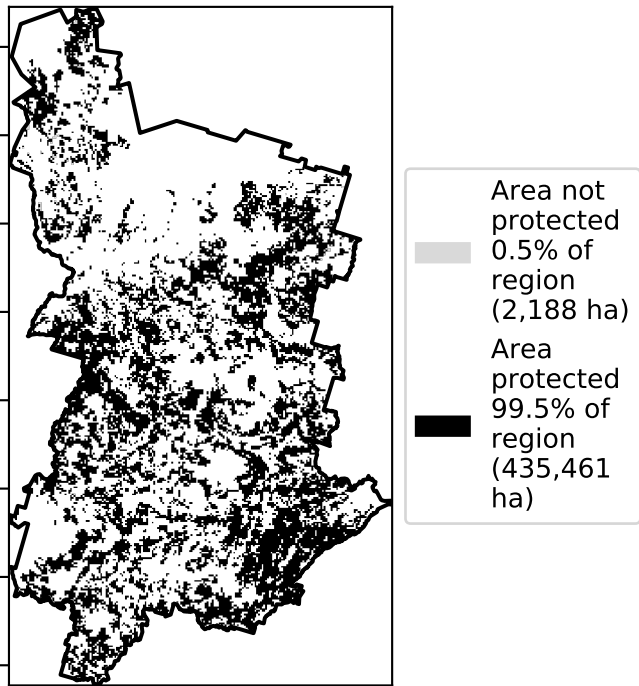 Area not
protected
0.5% of
region
(2,188 ha)
Area
protected
99.5% of
region
(435,461
ha)